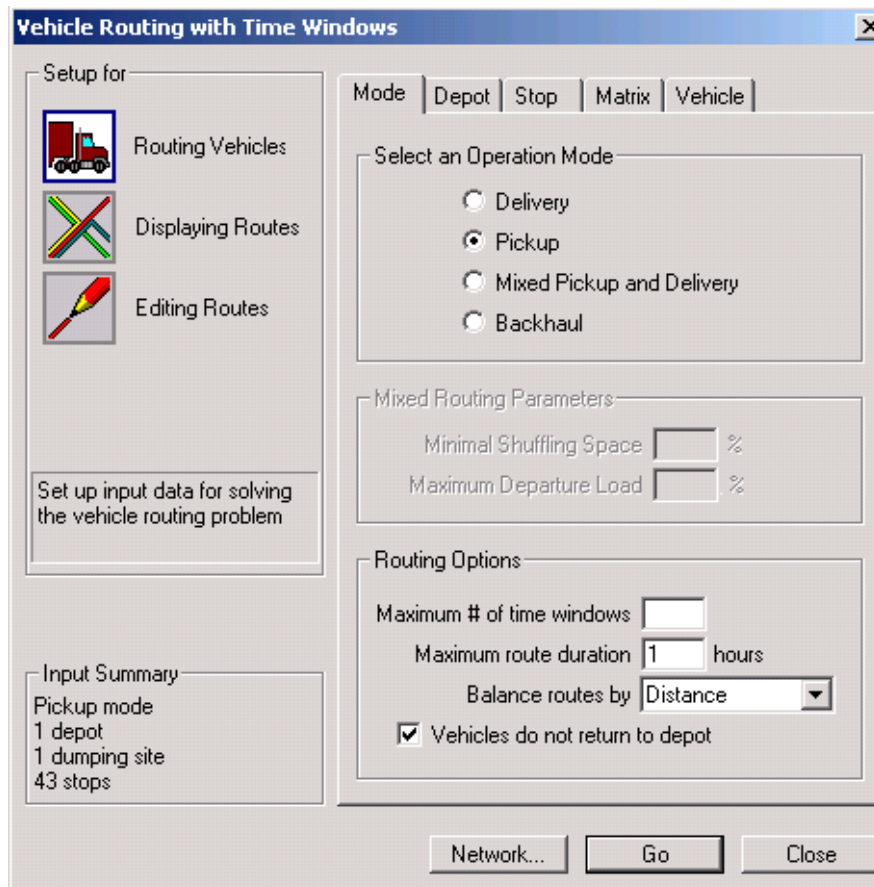 Vehicle Routing with Time Windows
Setup for
Routing Vehicles
Displaying Routes
Editing Routes
Set up input data for solving
the vehicle routing problem
Input Summary
Pickup mode
1 depot
1 dumping site
43 stops
Mode Depot Stop Matrix Vehicle
Select an Operation Mode
Delivery
Pickup
Mixed Pickup and Delivery
Backhaul
Mixed Routing Parameters
Minimal Shuffling Space %
Maximum Departure Load %
Routing Options
Maximum # of time windows
Maximum route duration 1 hours
Balance routes by Distance
Vehicles do not return to depot
Network... Go Close